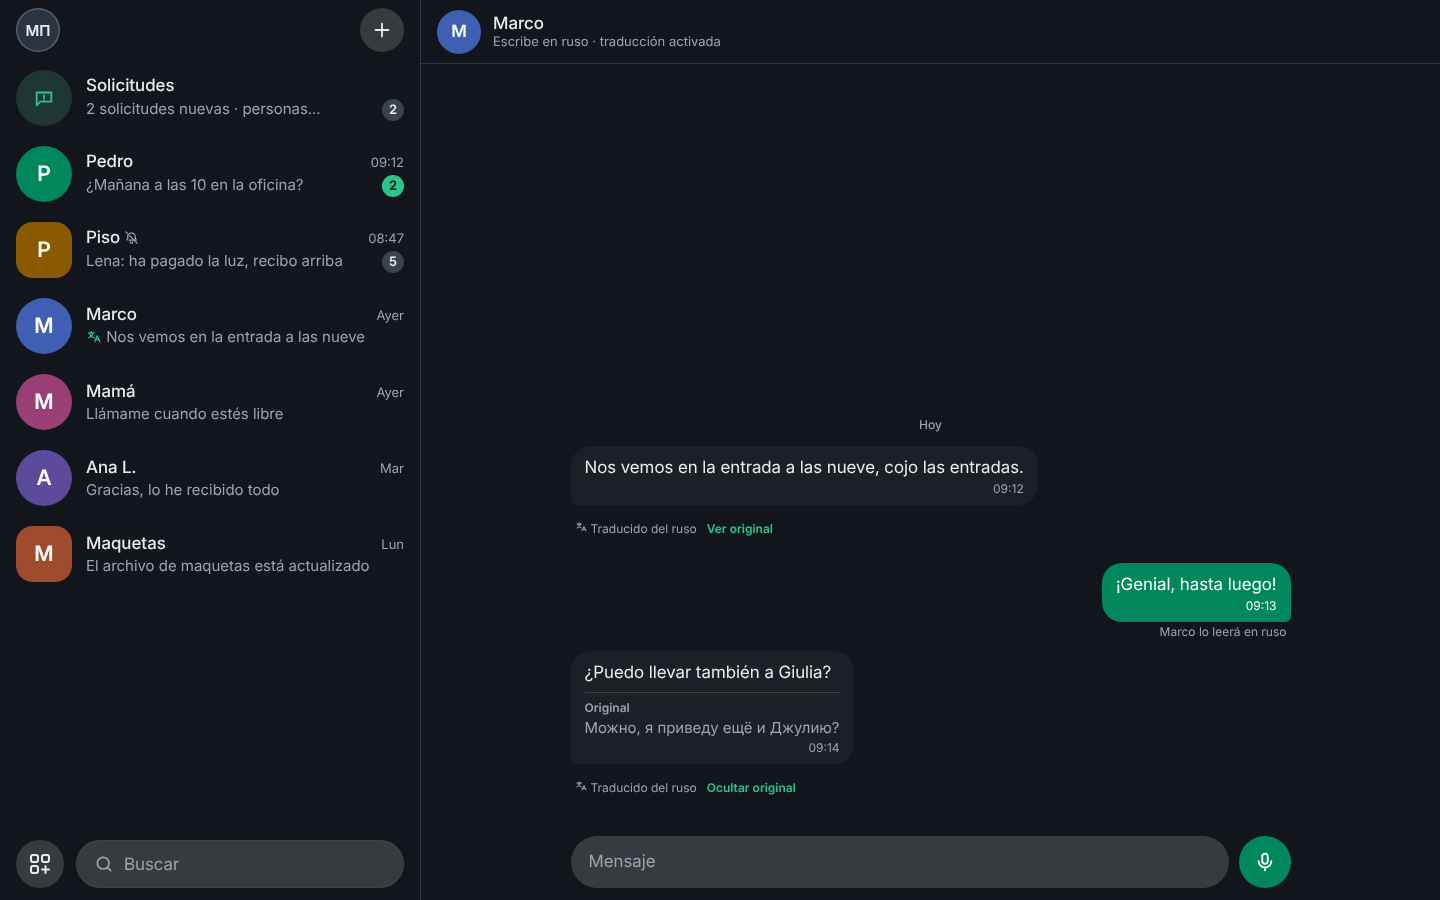 МП
Solicitudes
2 solicitudes nuevas · personas...
2
P
Pedro
09:12
¿Mañana a las 10 en la oficina?
2
P
Piso
08:47
Lena: ha pagado la luz, recibo arriba
5
M
Marco
Ayer
Nos vemos en la entrada a las nueve
M
Mamá
Ayer
Llámame cuando estés libre
A
Ana L.
Mar
Gracias, lo he recibido todo
M
Maquetas
Lun
El archivo de maquetas está actualizado
Buscar
M
Marco
Escribe en ruso · traducción activada
Hoy
Nos vemos en la entrada a las nueve, cojo las entradas.
09:12
Traducido del ruso Ver original
¡Genial, hasta luego!
09:13
Marco lo leerá en ruso
¿Puedo llevar también a Giulia?
Original
Можно, я приведу ещё и Джулию?
09:14
Traducido del ruso Ocultar original
Mensaje